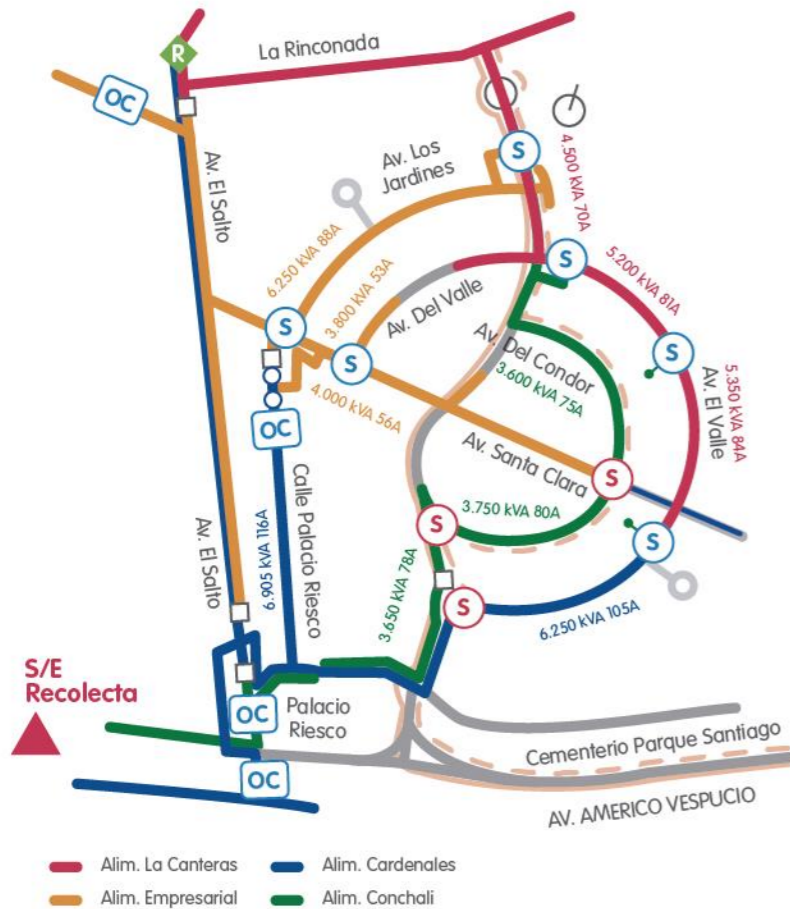 R
La Rinconada
OC
Av. El Salto
Av. Los
Jardines
S
4.500 kVA 70A
6.250 kVA 88A
3.800 kVA 53A
Av. Del Valle
S
5.200 kVA 81A
S
S
4.000 kVA 56A
Av. Del Condor
3.600 kVA 75A
S
Av. El Valle
5.350 kVA 84A
OC
Av. Santa Clara
S
Calle Palacio Riesco
Av. El Salto
6.905 kVA 116A
S
3.750 kVA 80A
S
3.650 kVA 78A
S
6.250 kVA 105A
S/E
Recolecta
OC
Palacio
Riesco
OC
Cementerio Parque Santiago
AV. AMERICO VESPUCIO
Alim. La Canteras
Alim. Cardenales
Alim. Empresarial
Alim. Conchali